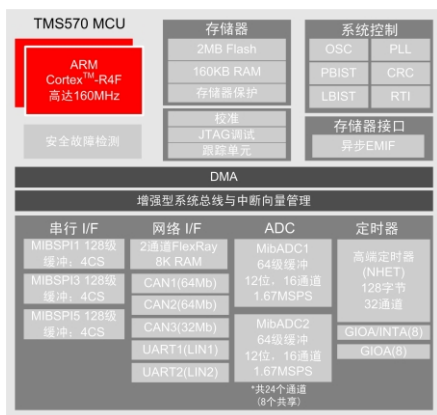 TMS570 MCU
ARM
Cortex™-R4F
高达160MHz
安全故障检测
存储器
2MB Flash
160KB RAM
存储器保护
校准
JTAG调试
跟踪单元
系统控制
OSC
PLL
PBIST
CRC
LBIST
RTI
存储器接口
异步EMIF
DMA
增强型系统总线与中断向量管理
串行 I/F
MIBSPI1 128级
缓冲；4CS
MIBSPI3 128级
缓冲；4CS
MIBSPI5 128级
缓冲；4CS
网络 I/F
2通道FlexRay
8K RAM
CAN1(64Mb)
CAN2(64Mb)
CAN3(32Mb)
UART1(LIN1)
UART2(LIN2)
ADC
MibADC1
64级缓冲
12位，16通道
1.67MSPS
MibADC2
64级缓冲
12位，16通道
1.67MSPS
*共24个通道
(8个共享)
定时器
高端定时器
(NHET)
128字节
32通道
GIOA/INTA(8)
GIOA(8)